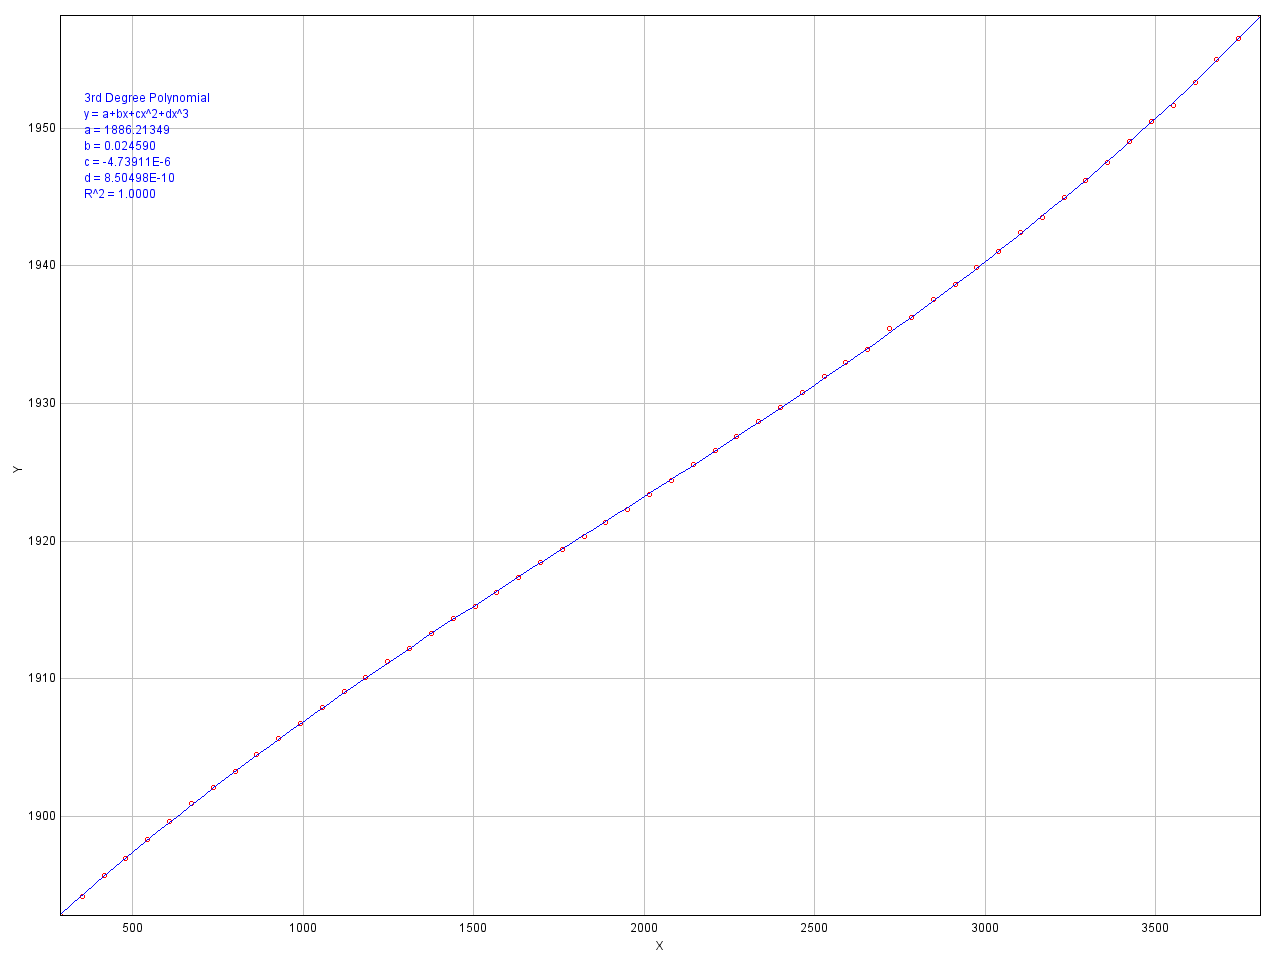 3rd Degree Polynomial
y = a+bx+cx^2+dx^3
a = 1886.21349
b = 0.024590
c = -4.73911E-6
d = 8.50498E-10
R^2 = 1.0000
1950
1940
1930
Y
1920
1910
1900
500 1000 1500 2000 2500 3000 3500
X